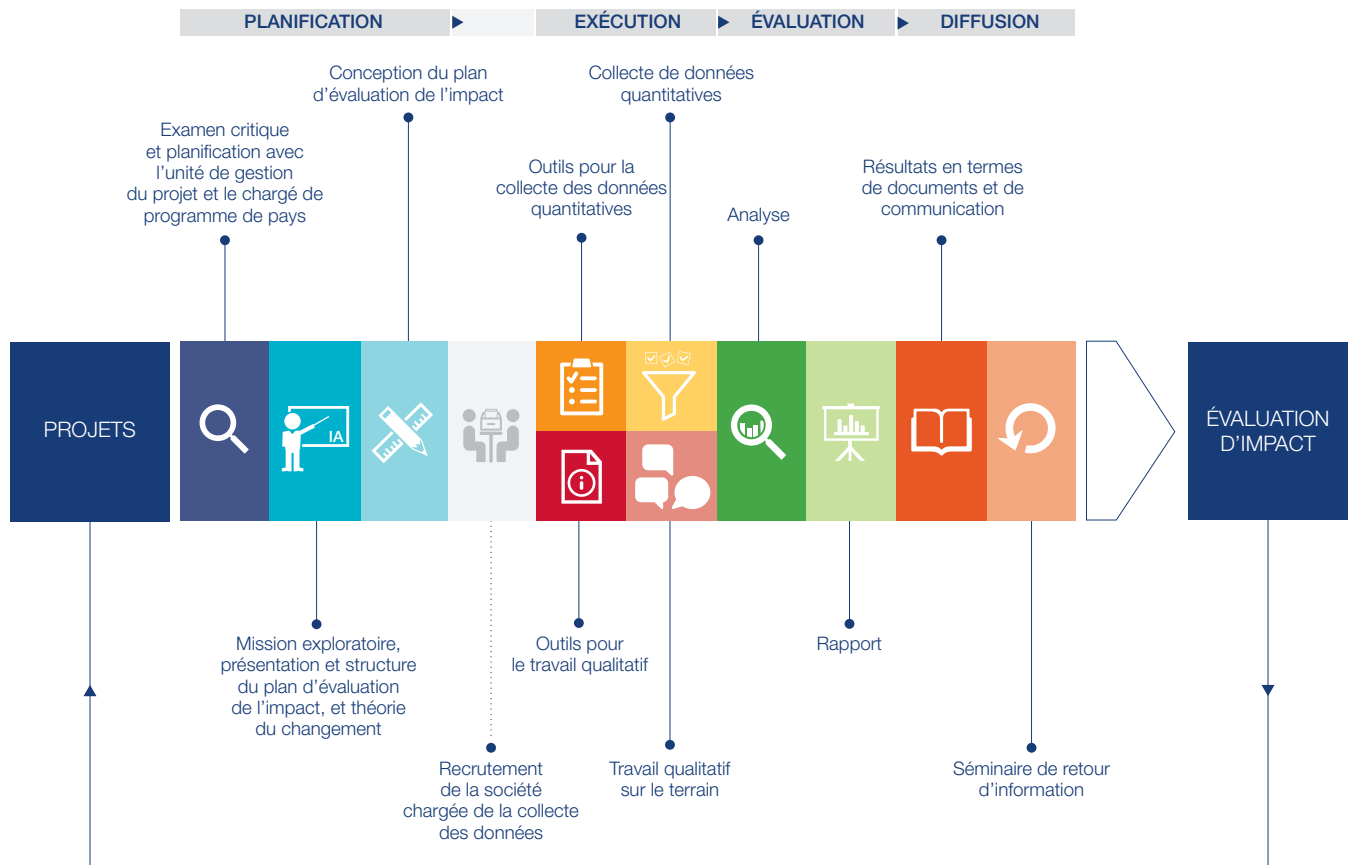 PLANIFICATION
EXÉCUTION
ÉVALUATION
DIFFUSION
Conception du plan
d’évaluation de l’impact
Collecte de données
quantitatives
Examen critique
et planification avec
l’unité de gestion
du projet et le chargé de
programme de pays
Outils pour la
collecte des données
quantitatives
Analyse
Résultats en termes
de documents et de
communication
PROJETS
IA
ÉVALUATION
D’IMPACT
Mission exploratoire,
présentation et structure
du plan d’évaluation
de l’impact, et théorie
du changement
Outils pour
le travail qualitatif
Rapport
Recrutement
de la société
chargée de la collecte
des données
Travail qualitatif
sur le terrain
Séminaire de retour
d’information